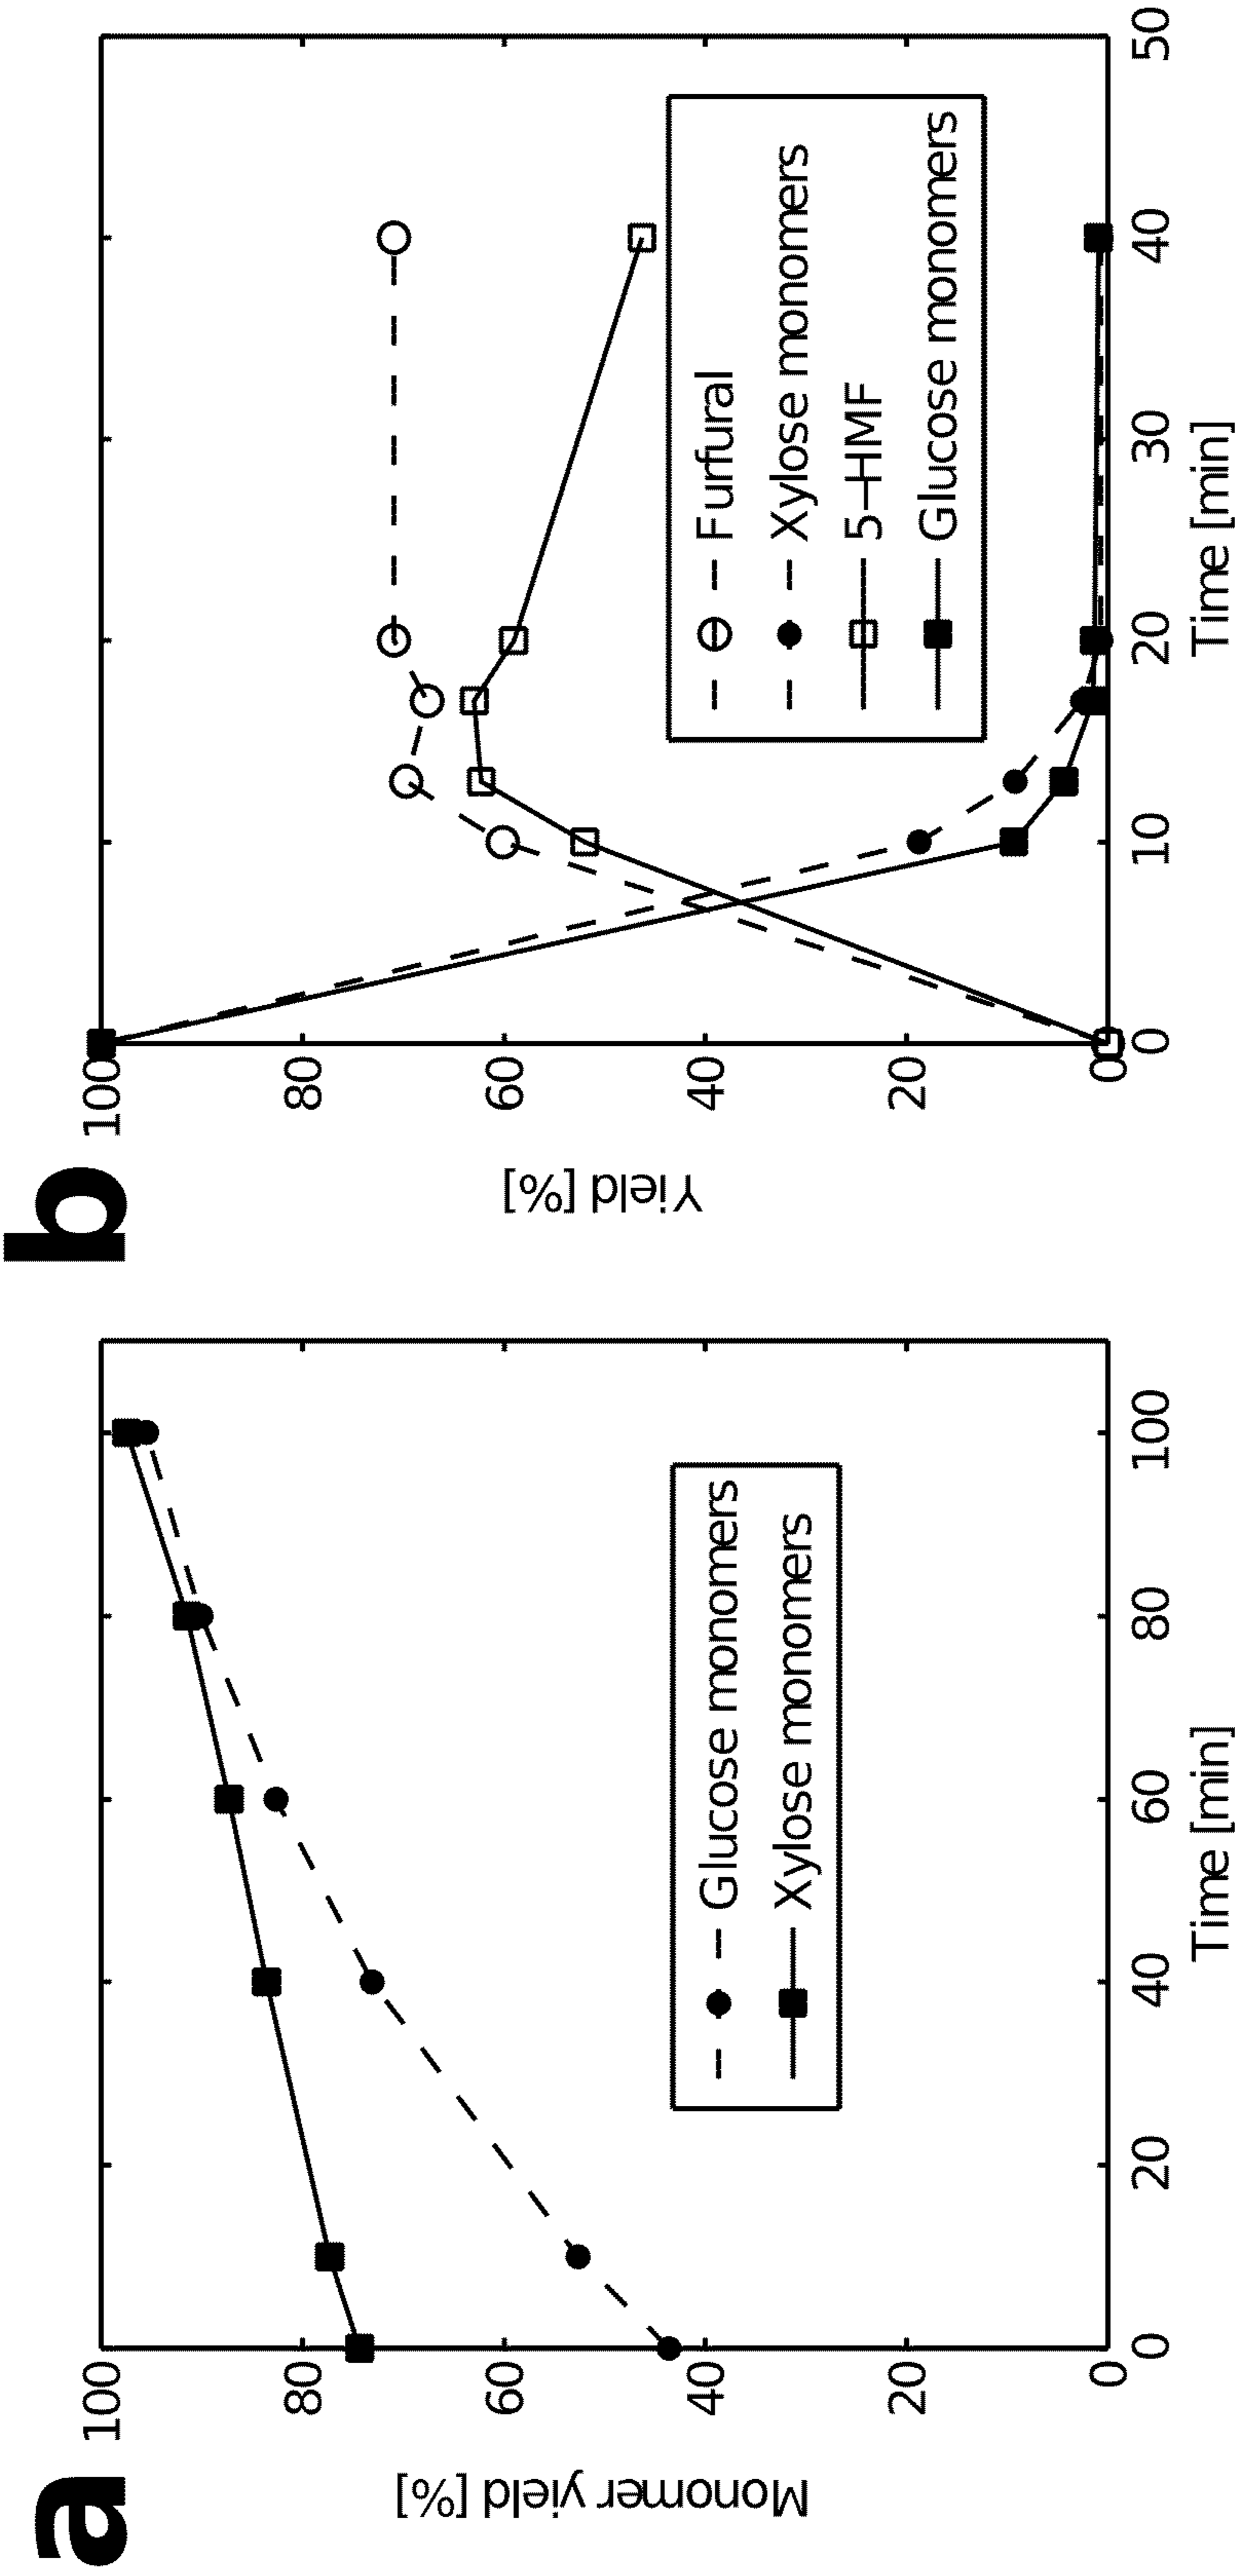 a
Monomer yield [%]
100
80
60
40
20
0
0 20 40 60 80 100
Time [min]
Glucose monomers
Xylose monomers
b
Yield [%]
100
80
60
40
20
0
0 10 20 30 40 50
Time [min]
Furfural
Xylose monomers
5-HMF
Glucose monomers